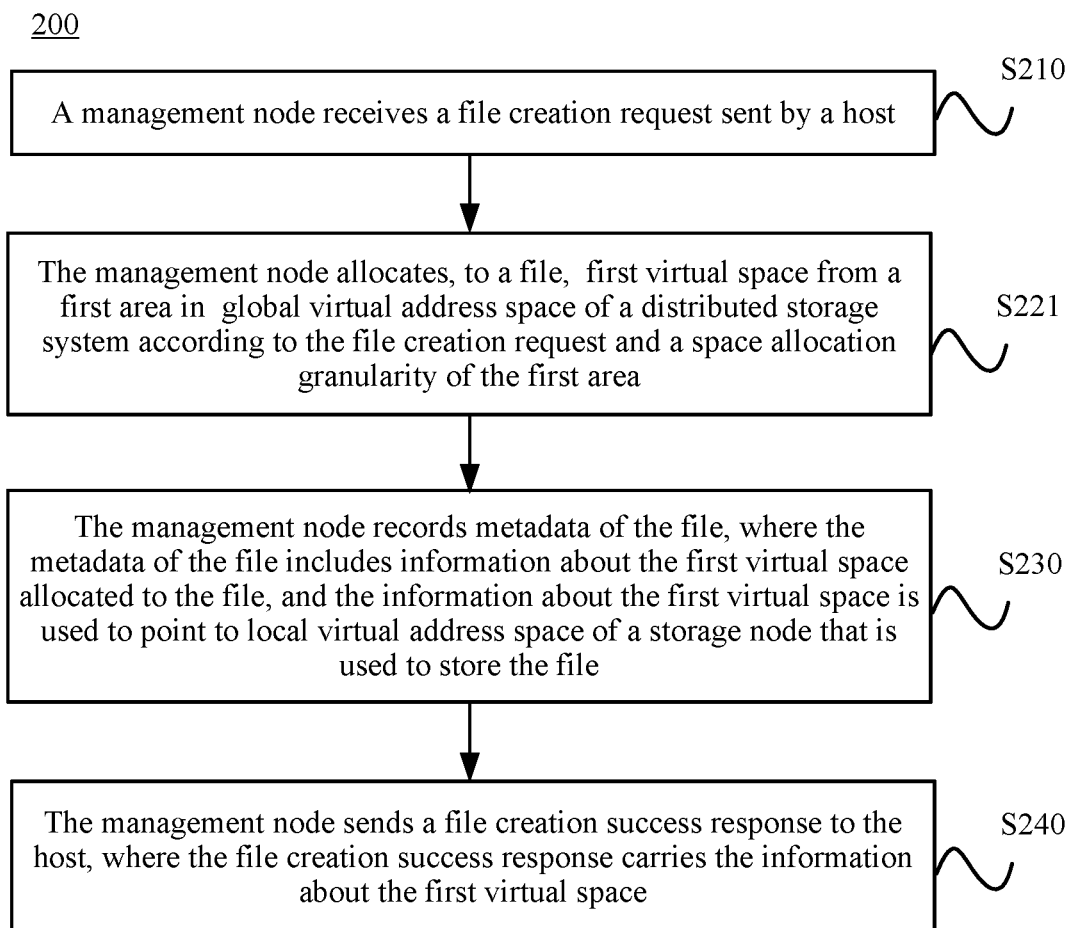 200
A management node receives a file creation request sent by a host
S210
The management node allocates, to a file, first virtual space from a
first area in global virtual address space of a distributed storage
system according to the file creation request and a space allocation
granularity of the first area
S221
The management node records metadata of the file, where the
metadata of the file includes information about the first virtual space
allocated to the file, and the information about the first virtual space is
used to point to local virtual address space of a storage node that is
used to store the file
S230
The management node sends a file creation success response to the
host, where the file creation success response carries the information
about the first virtual space
S240